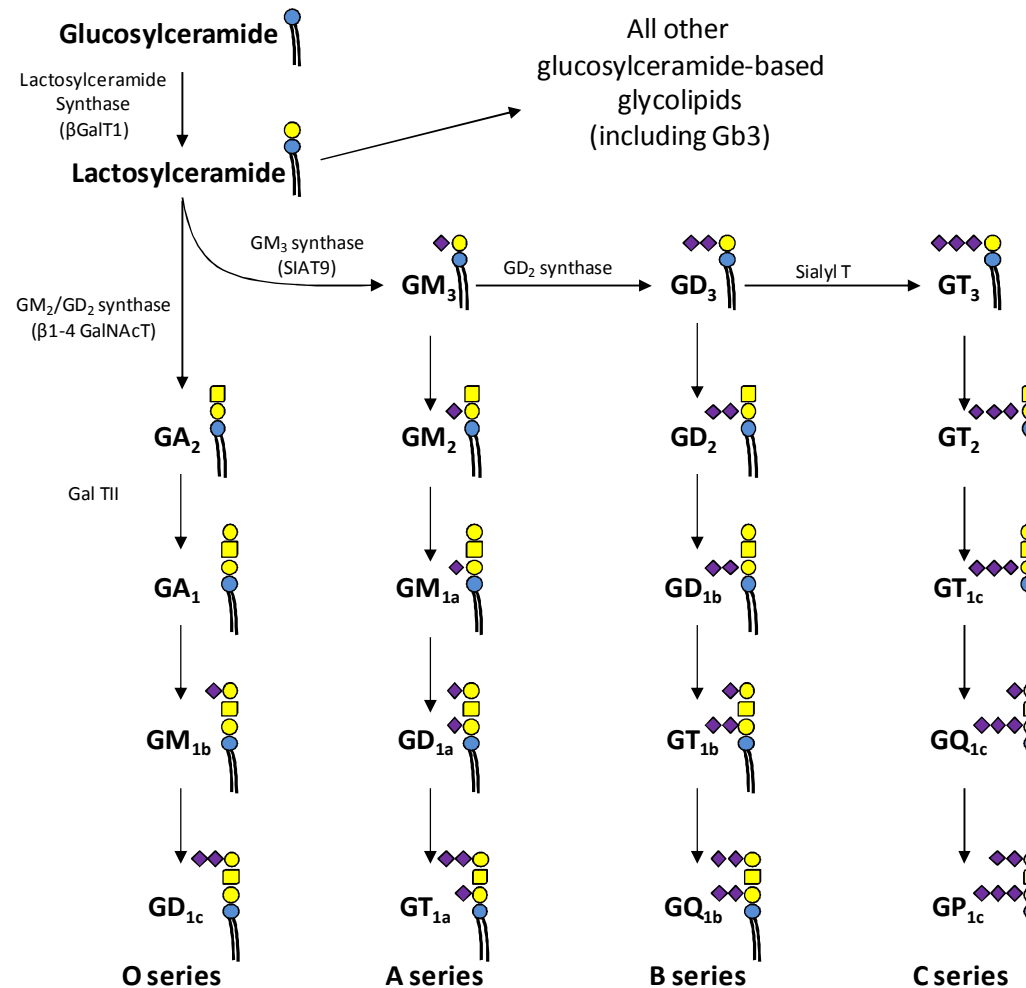 Glucosylceramide
All other
glucosylceramide-based
glycolipids
(including Gb3)
Lactosylceramide
Synthase
(βGalT1)
Lactosylceramide
GM3 synthase
(SIAT9)
GM3
GD2 synthase
GD3
Sialyl T
GT3
GM2/GD2 synthase
(β1-4 GalNAcT)
GA2
GM2
GD2
GT2
Gal TII
GA1
GM1a
GD1b
GT1c
GM1b
GD1a
GT1b
GQ1c
GD1c
GT1a
GQ1b
GP1c
O series
A series
B series
C series